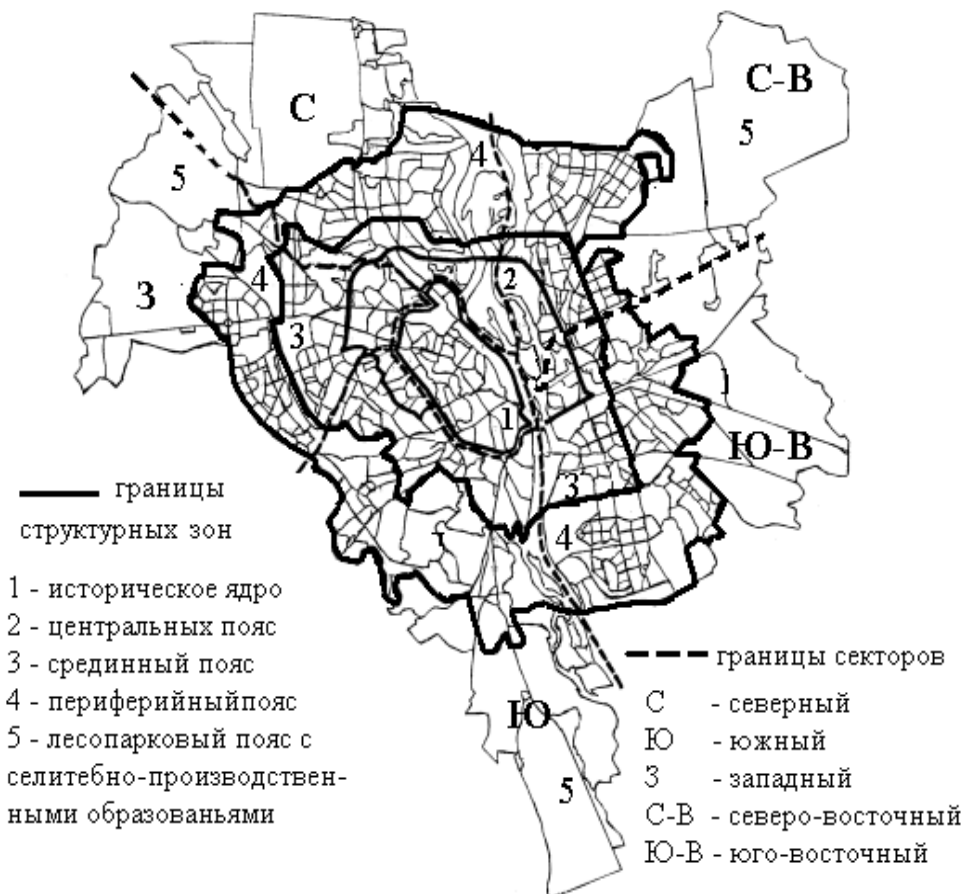 С-В
С
5
4
5
2
З
4
3
1
Ю-В
3
4
границы
структурных зон
1 - историческое ядро
2 - центральных пояс
3 - срединный пояс
4 - периферийныйпояс
5 - лесопарковый пояс с
селитебно-производствен-
ными образованьями
Ю
5
границы секторов
С - северный
Ю - южный
З - западный
С-В - северо-восточный
Ю-В - юго-восточный